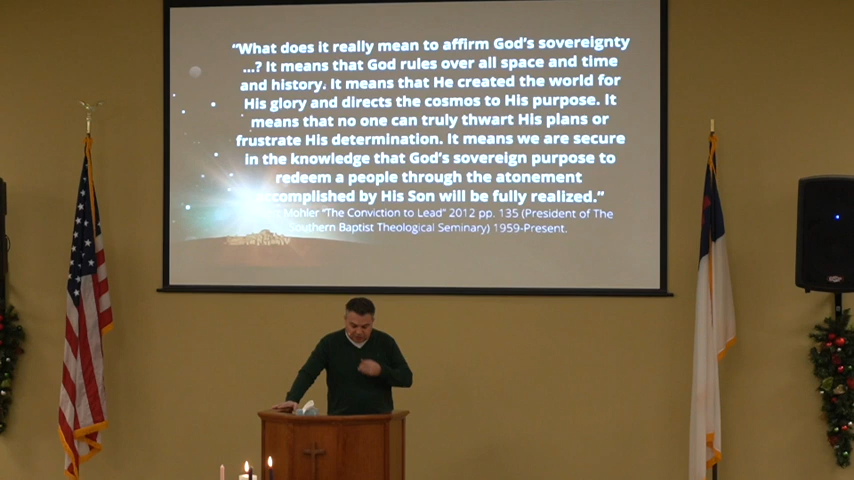 “What does it really mean to affirm God’s sovereignty
...? It means that God rules over all space and time
and history. It means that He created the world for
His glory and directs the cosmos to His purpose. It
means that no one can truly thwart His plans or
frustrate His determination. It means we are secure
in the knowledge that God’s sovereign purpose to
redeem a people through the atonement
accomplished by His Son will be fully realized.”
Mohler “The Conviction to Lead” 2012 pp. 135 (President of The
Southern Baptist Theological Seminary) 1959-Present.